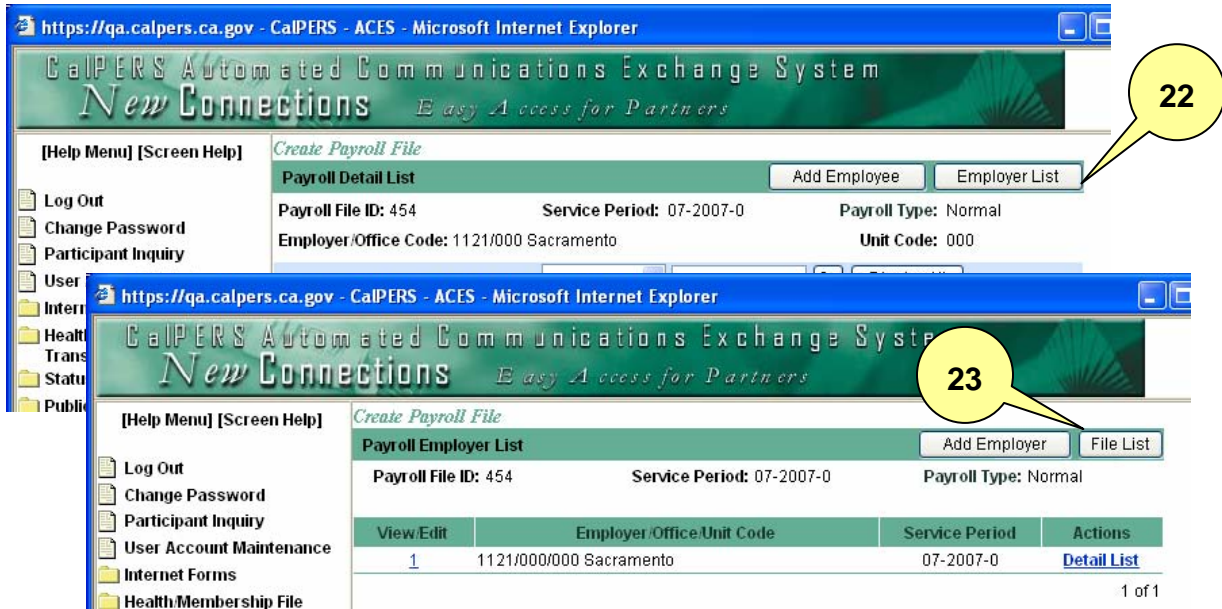 https://qa.calpers.ca.gov - CalPERS - ACES - Microsoft Internet Explorer
CalPERS Automated Communications Exchange System
New Connections Easy Access for Partners
22
[Help Menu] [Screen Help]
Create Payroll File
Payroll Detail List Add Employee Employer List
Log Out
Change Password
Participant Inquiry
User
Intern
Health
Trans
Statu
Public
Payroll File ID: 454 Service Period: 07-2007-0 Payroll Type: Normal
Employer/Office Code: 1121/000 Sacramento Unit Code: 000
https://qa.calpers.ca.gov - CalPERS - ACES - Microsoft Internet Explorer
CalPERS Automated Communications Exchange Syste
New Connections Easy Access for Partners
23
[Help Menu] [Screen Help]
Create Payroll File
Payroll Employer List Add Employer File List
Log Out
Change Password
Participant Inquiry
User Account Maintenance
Internet Forms
Health/Membership File
Payroll File ID: 454 Service Period: 07-2007-0 Payroll Type: Normal
View/Edit Employer/Office/Unit Code Service Period Actions
1 1121/000/000 Sacramento 07-2007-0 Detail List
1 of 1